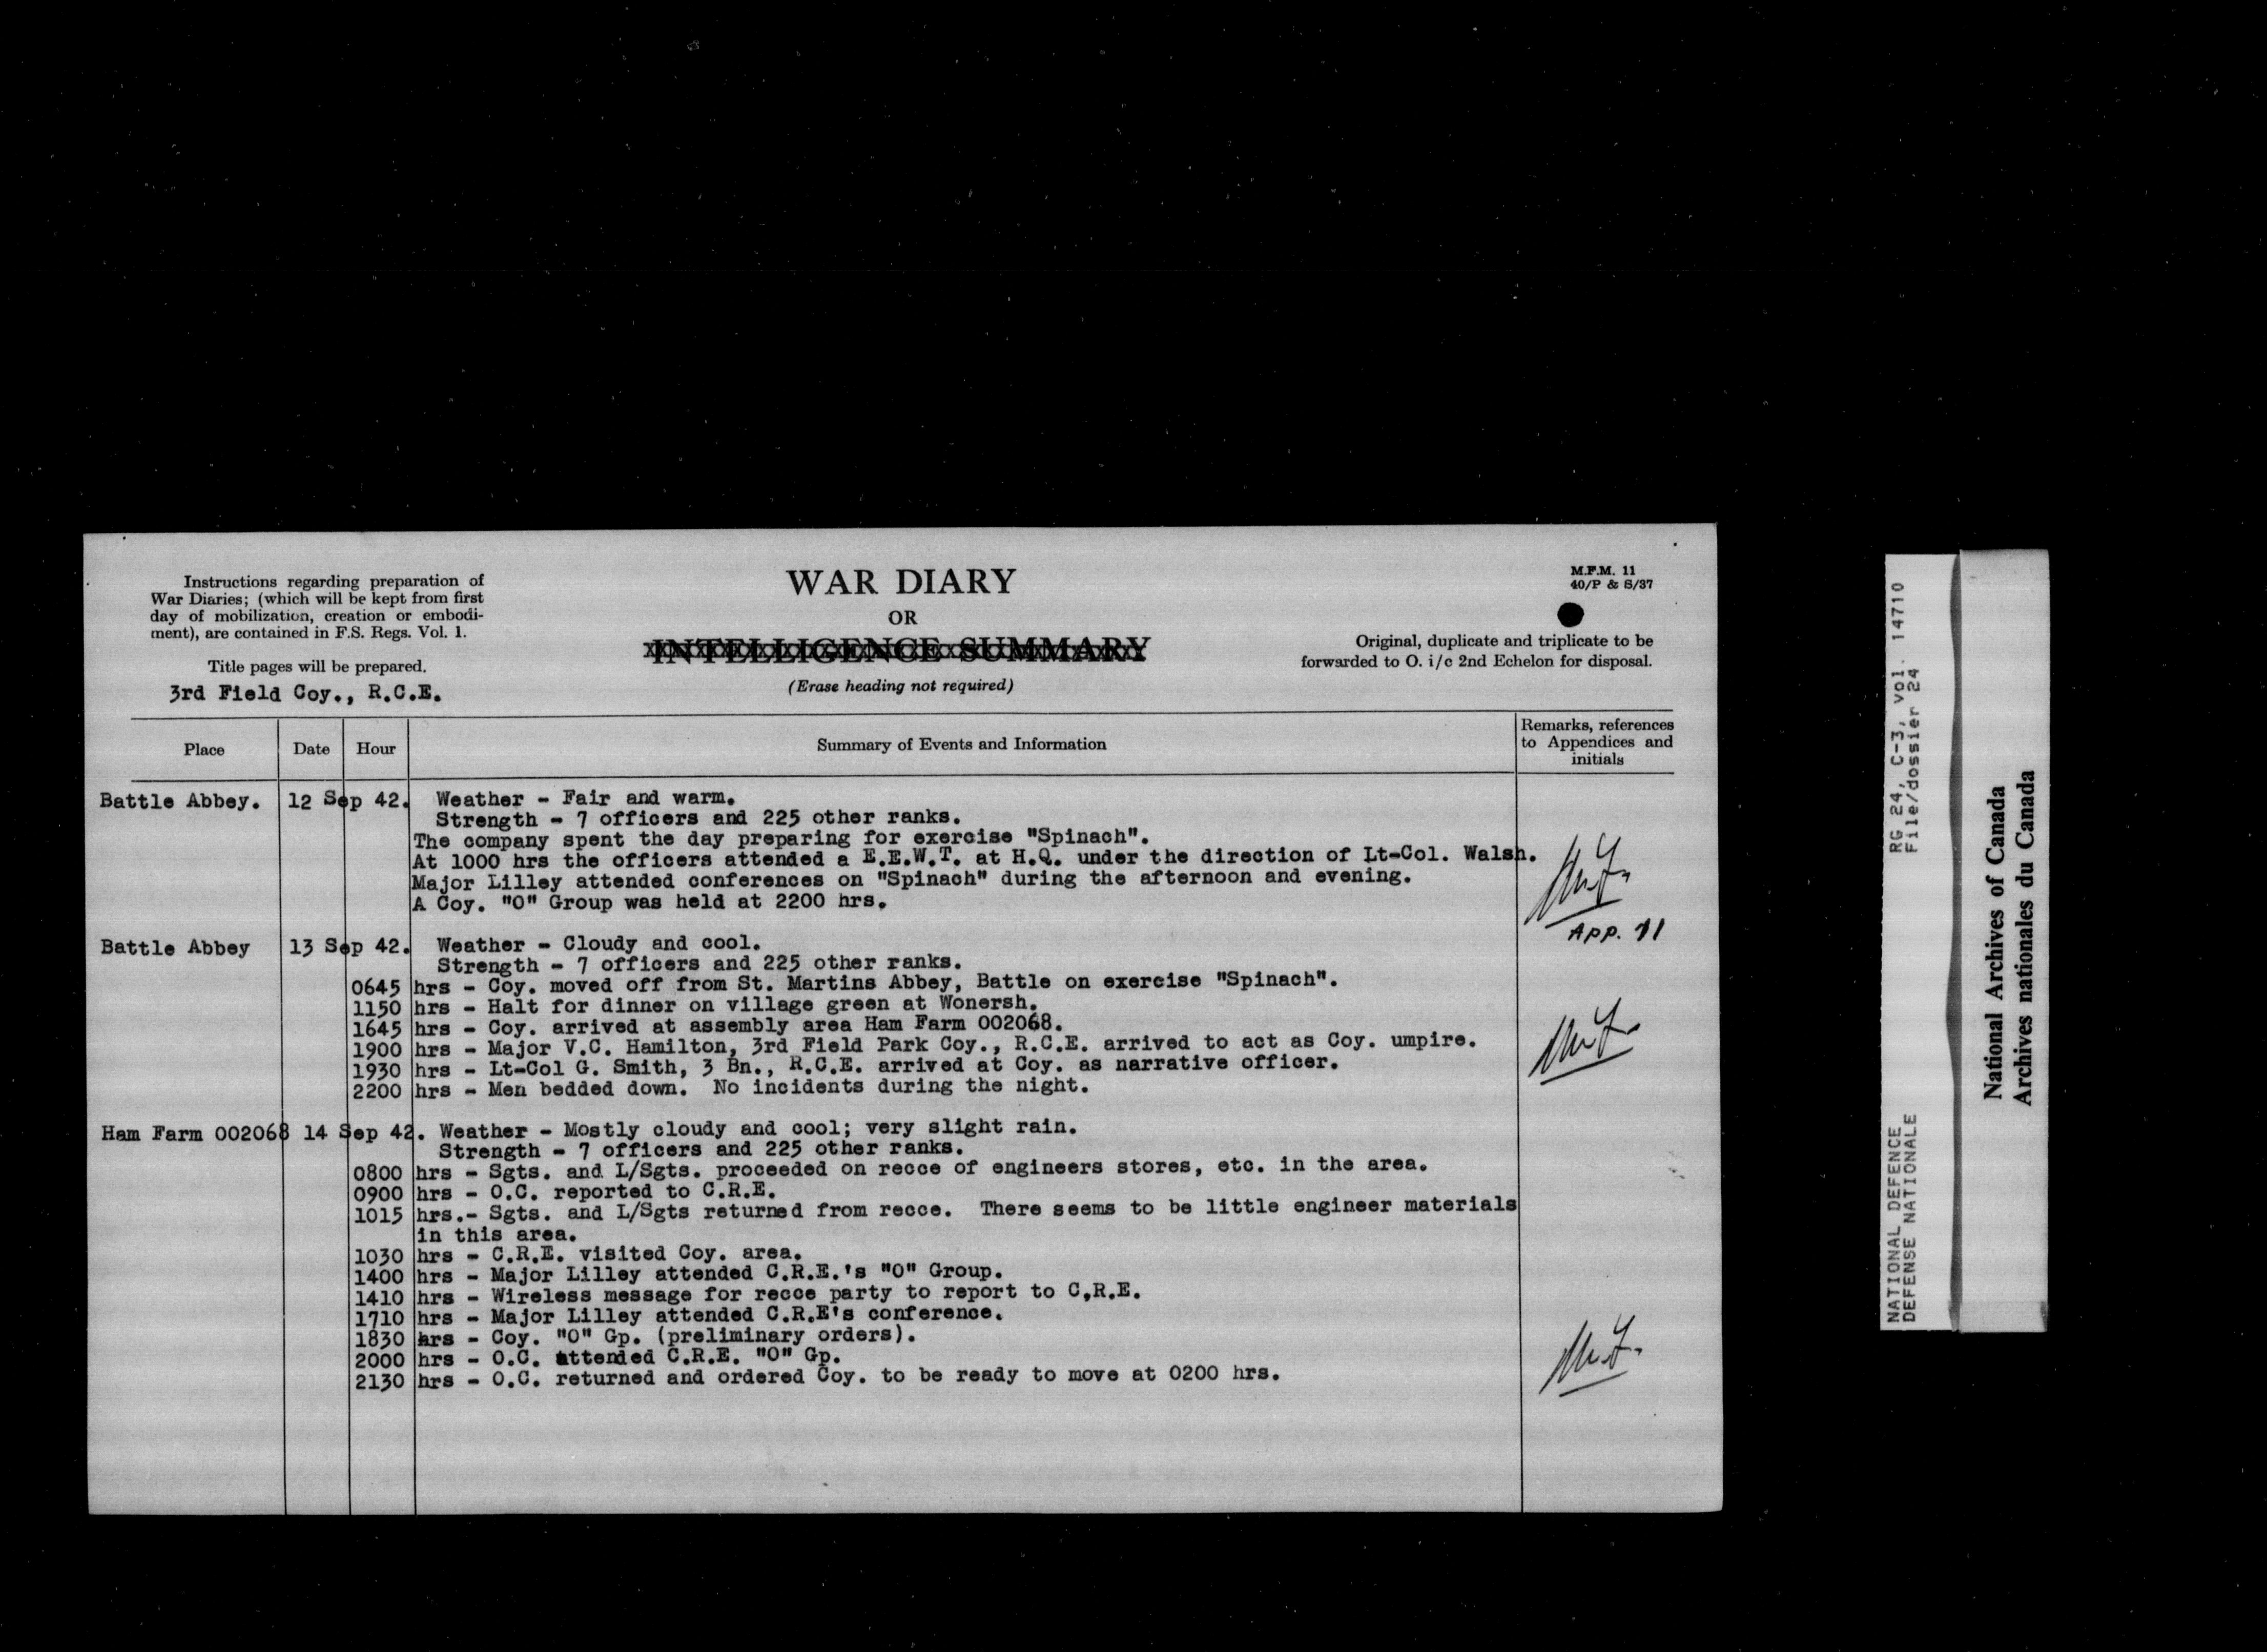 Instructions regarding preparation of
War Diaries; (which will be kept from first
day of mobilization, creation or embodi-
ment), are contained in F.S. Regs. Vol. 1.
Title pages will be prepared.
3rd Field Coy., R.C.E.
WAR DIARY
OR
INTELLIGENCE SUMMARY
(Erase heading not required)
M.F.M. 11
40/P & S/37
Original, duplicate and triplicate to be
forwarded to O. i/c 2nd Echelon for disposal.
Place Date Hour Summary of Events and Information Remarks, references to Appendices and initials
Battle Abbey. 12 Sep 42. Weather - Fair and warm.
Strength - 7 officers and 225 other ranks.
The company spent the day preparing for exercise "Spinach".
At 1000 hrs the officers attended a E.E.W.T. at H.Q. under the direction of Lt-Col. Walsh.
Major Lilley attended conferences on "Spinach" during the afternoon and evening.
A Coy. "O" Group was held at 2200 hrs.
APP. 11
Battle Abbey 13 Sep 42. Weather - Cloudy and cool.
Strength - 7 officers and 225 other ranks.
0645 hrs - Coy. moved off from St. Martins Abbey, Battle on exercise "Spinach".
1150 hrs - Halt for dinner on village green at Wonersh.
1645 hrs - Coy. arrived at assembly area Ham Farm 002068.
1900 hrs - Major V.C. Hamilton, 3rd Field Park Coy., R.C.E. arrived to act as Coy. umpire.
1930 hrs - Lt-Col G. Smith, 3 Bn., R.C.E. arrived at Coy. as narrative officer.
2200 hrs - Men bedded down. No incidents during the night.
Ham Farm 002068 14 Sep 42. Weather - Mostly cloudy and cool; very slight rain.
Strength - 7 officers and 225 other ranks.
0800 hrs - Sgts. and L/Sgts. proceeded on recce of engineers stores, etc. in the area.
0900 hrs - O.C. reported to C.R.E.
1015 hrs.- Sgts. and L/Sgts returned from recce. There seems to be little engineer materials
in this area.
1030 hrs - C.R.E. visited Coy. area.
1400 hrs - Major Lilley attended C.R.E.'s "O" Group.
1410 hrs - Wireless message for recce party to report to C.R.E.
1710 hrs - Major Lilley attended C.R.E's conference.
1830 hrs - Coy. "O" Gp. (preliminary orders).
2000 hrs - O.C. attended C.R.E. "O" Gp.
2130 hrs - O.C. returned and ordered Coy. to be ready to move at 0200 hrs.
NATIONAL DEFENCE RG 24, C-3, vol. 14710
DEFENSE NATIONALE File/dossier 24
National Archives of Canada
Archives nationales du Canada